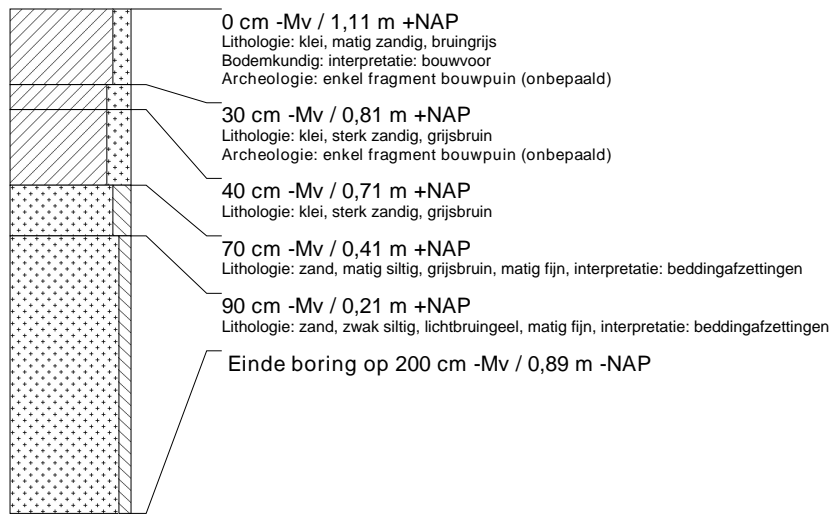 0 cm -Mv / 1,11 m +NAP
Lithologie: klei, matig zandig, bruingrijs
Bodemkundig: interpretatie: bouwvoor
Archeologie: enkel fragment bouwpuin (onbepaald)
30 cm -Mv / 0,81 m +NAP
Lithologie: klei, sterk zandig, grijsbruin
Archeologie: enkel fragment bouwpuin (onbepaald)
40 cm -Mv / 0,71 m +NAP
Lithologie: klei, sterk zandig, grijsbruin
70 cm -Mv / 0,41 m +NAP
Lithologie: zand, matig siltig, grijsbruin, matig fijn, interpretatie: beddingafzettingen
90 cm -Mv / 0,21 m +NAP
Lithologie: zand, zwak siltig, lichtbruingeel, matig fijn, interpretatie: beddingafzettingen
Einde boring op 200 cm -Mv / 0,89 m -NAP